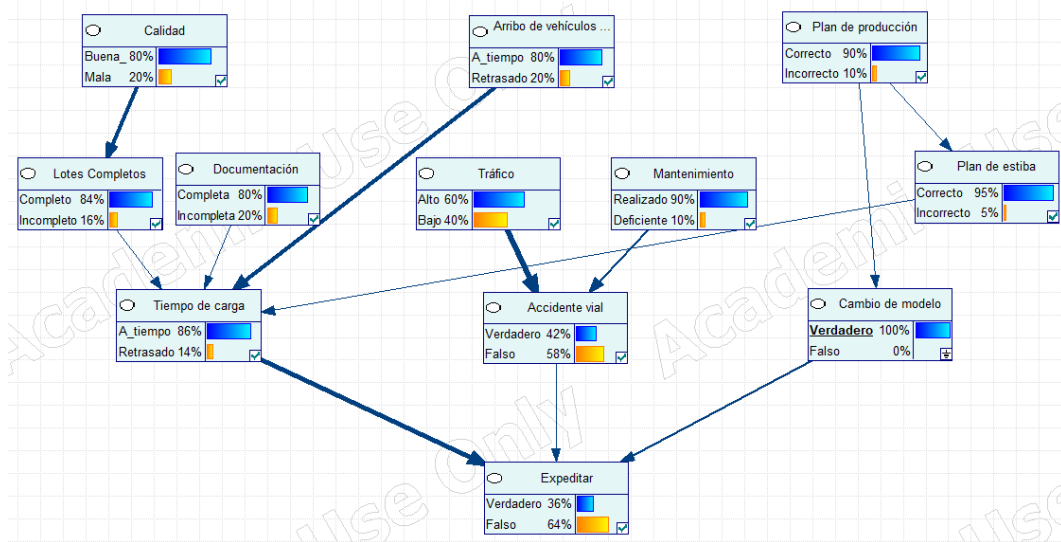 Calidad
Buena_ 80%
Mala 20%
Arribo de vehículos ...
A_tiempo 80%
Retrasado 20%
Plan de producción
Correcto 90%
Incorrecto 10%
Lotes Completos
Completo 84%
Incompleto 16%
Documentación
Completa 80%
Incompleta 20%
Tráfico
Alto 60%
Bajo 40%
Mantenimiento
Realizado 90%
Deficiente 10%
Plan de estiba
Correcto 95%
Incorrecto 5%
Tiempo de carga
A_tiempo 86%
Retrasado 14%
Accidente vial
Verdadero 42%
Falso 58%
Cambio de modelo
Verdadero 100%
Falso 0%
Expeditar
Verdadero 36%
Falso 64%
Academic Use Only